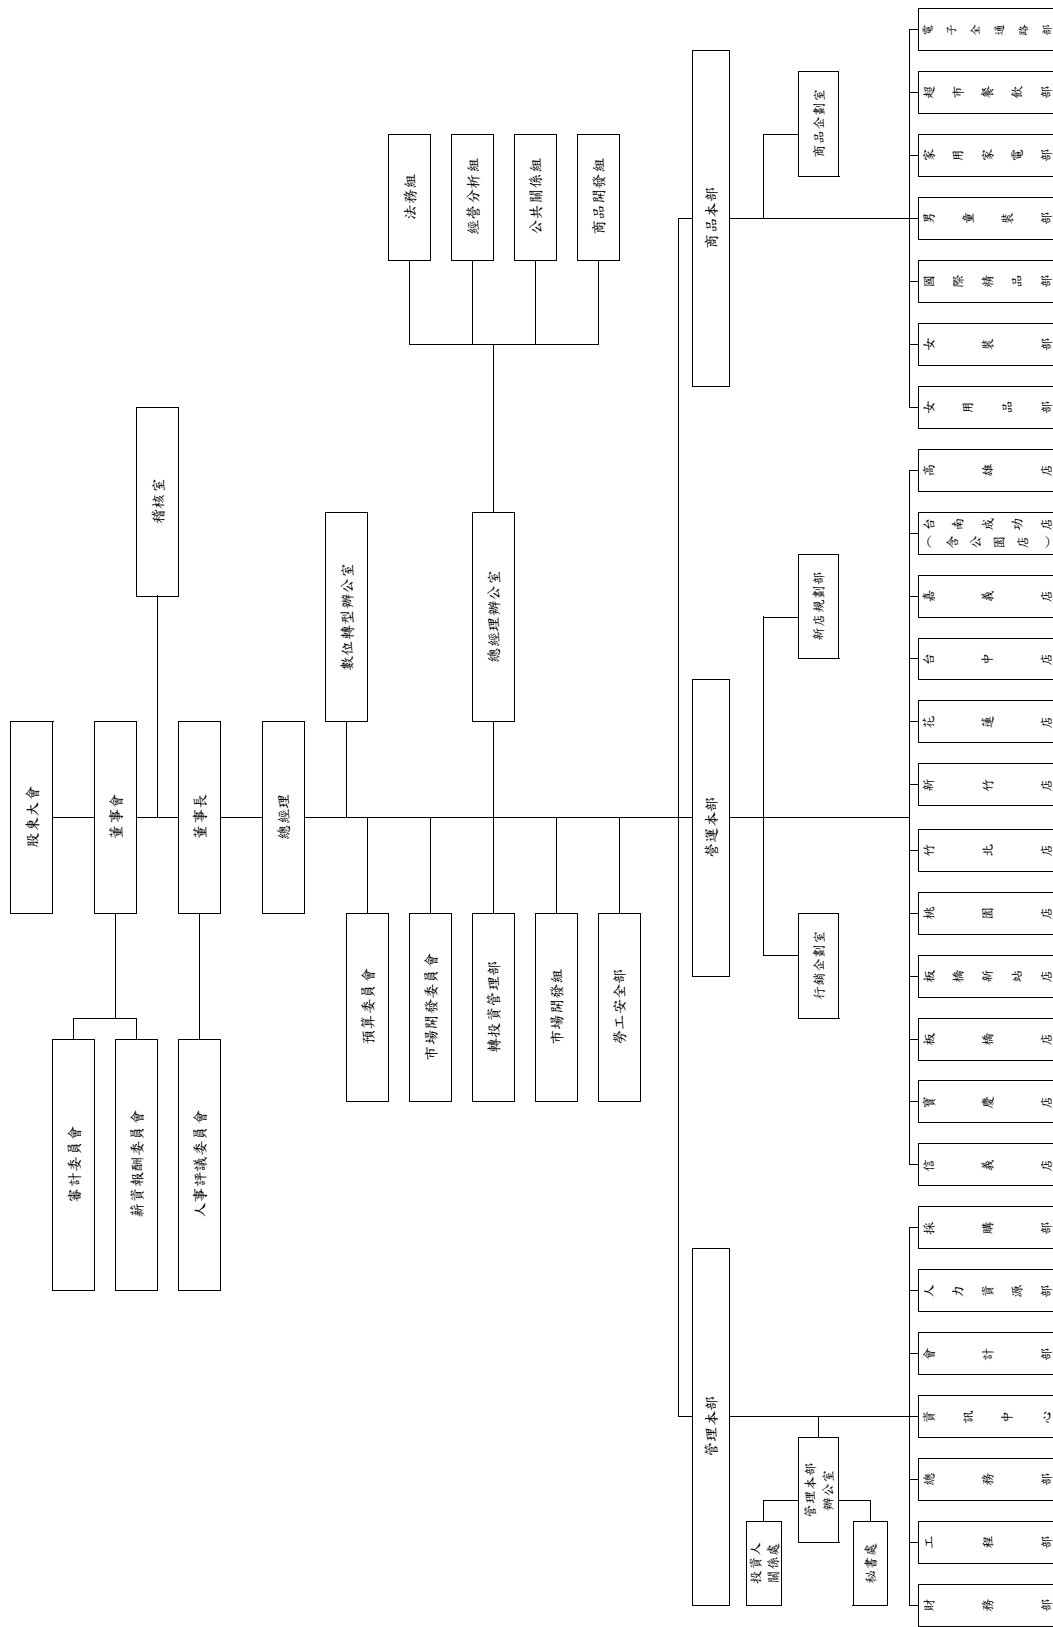 股東大會
董事會
稽核室
董事長
審計委員會
薪資報酬委員會
人事評議委員會
總經理
數位轉型辦公室
總經理辦公室
法務組
經營分析組
公共關係組
商品開發組
預算委員會
市場開發委員會
轉投資管理部
市場開發組
勞工安全部
管理本部
營運本部
商品本部
投資人
關係處
管理本部
辦公室
秘書處
行銷企劃室
新店規劃部
商品企劃室
財務部
工程部
總務部
資訊中心
會計部
人力資源部
採購部
信義店
寶慶店
板橋店
板橋新站店
桃園店
竹北店
新竹店
花蓮店
台中店
嘉義店
台南成功店
(含公園店)
高雄店
女用品部
女裝部
國際精品部
男童裝部
家用家電部
超市餐飲部
電子全通路部